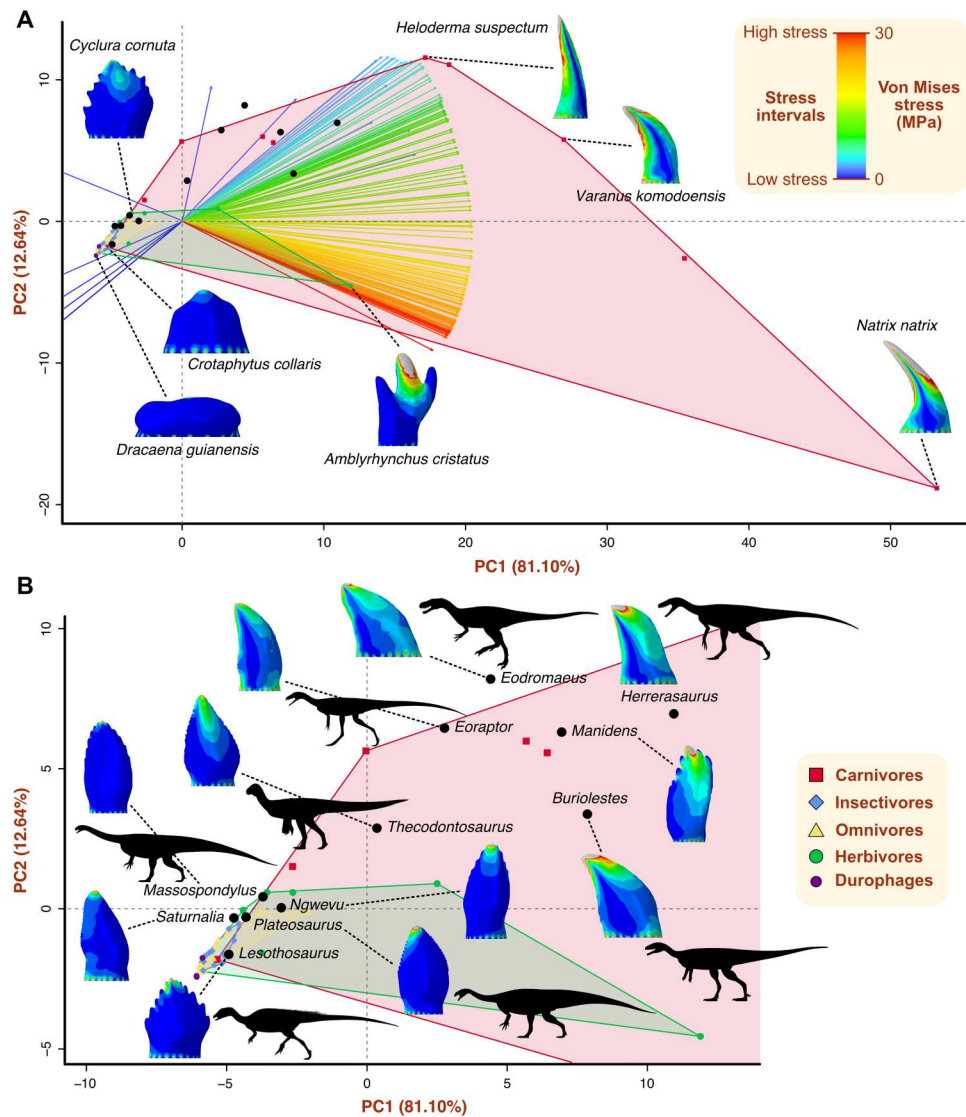 A
Cyclura cornuta
Heloderma suspectum
Varanus komodoensis
High stress
30
Stress intervals
Von Mises stress (MPa)
Low stress
0
Natrix natrix
Crotaphytus collaris
Dracaena guianensis
Amblyrhynchus cristatus
PC2 (12.64%)
10
0
−10
−20
0
10
20
30
40
50
PC1 (81.10%)
B
Eodromaeus
Herrerasaurus
Eoraptor
Manidens
Buriolestes
Thecodontosaurus
Massospondylus
Ngwevu
Saturnalia
Plateosaurus
Lesothosaurus
Carnivores
Insectivores
Omnivores
Herbivores
Durophages
PC2 (12.64%)
10
5
0
−5
−10
−5
0
5
10
PC1 (81.10%)